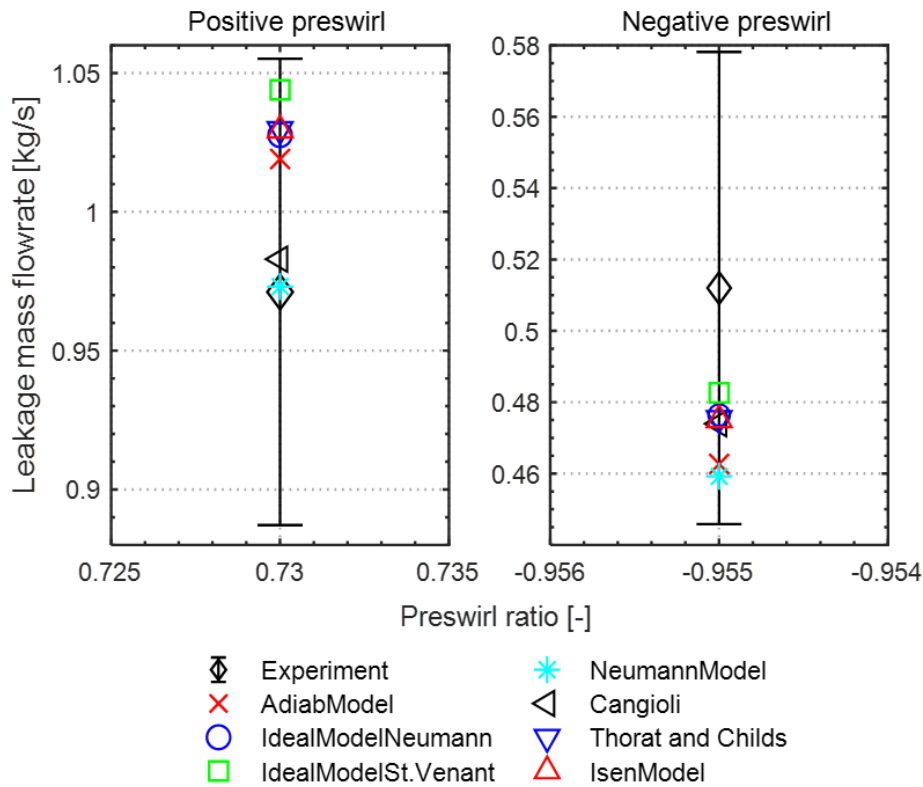 Positive preswirl
Negative preswirl
Leakage mass flowrate [kg/s]
1.05
1
0.95
0.9
0.725
0.73
0.735
0.58
0.56
0.54
0.52
0.5
0.48
0.46
-0.956
-0.955
-0.954
Preswirl ratio [-]
Experiment
AdiabModel
IdealModelNeumann
IdealModelSt.Venant
NeumannModel
Cangioli
Thorat and Childs
IsenModel